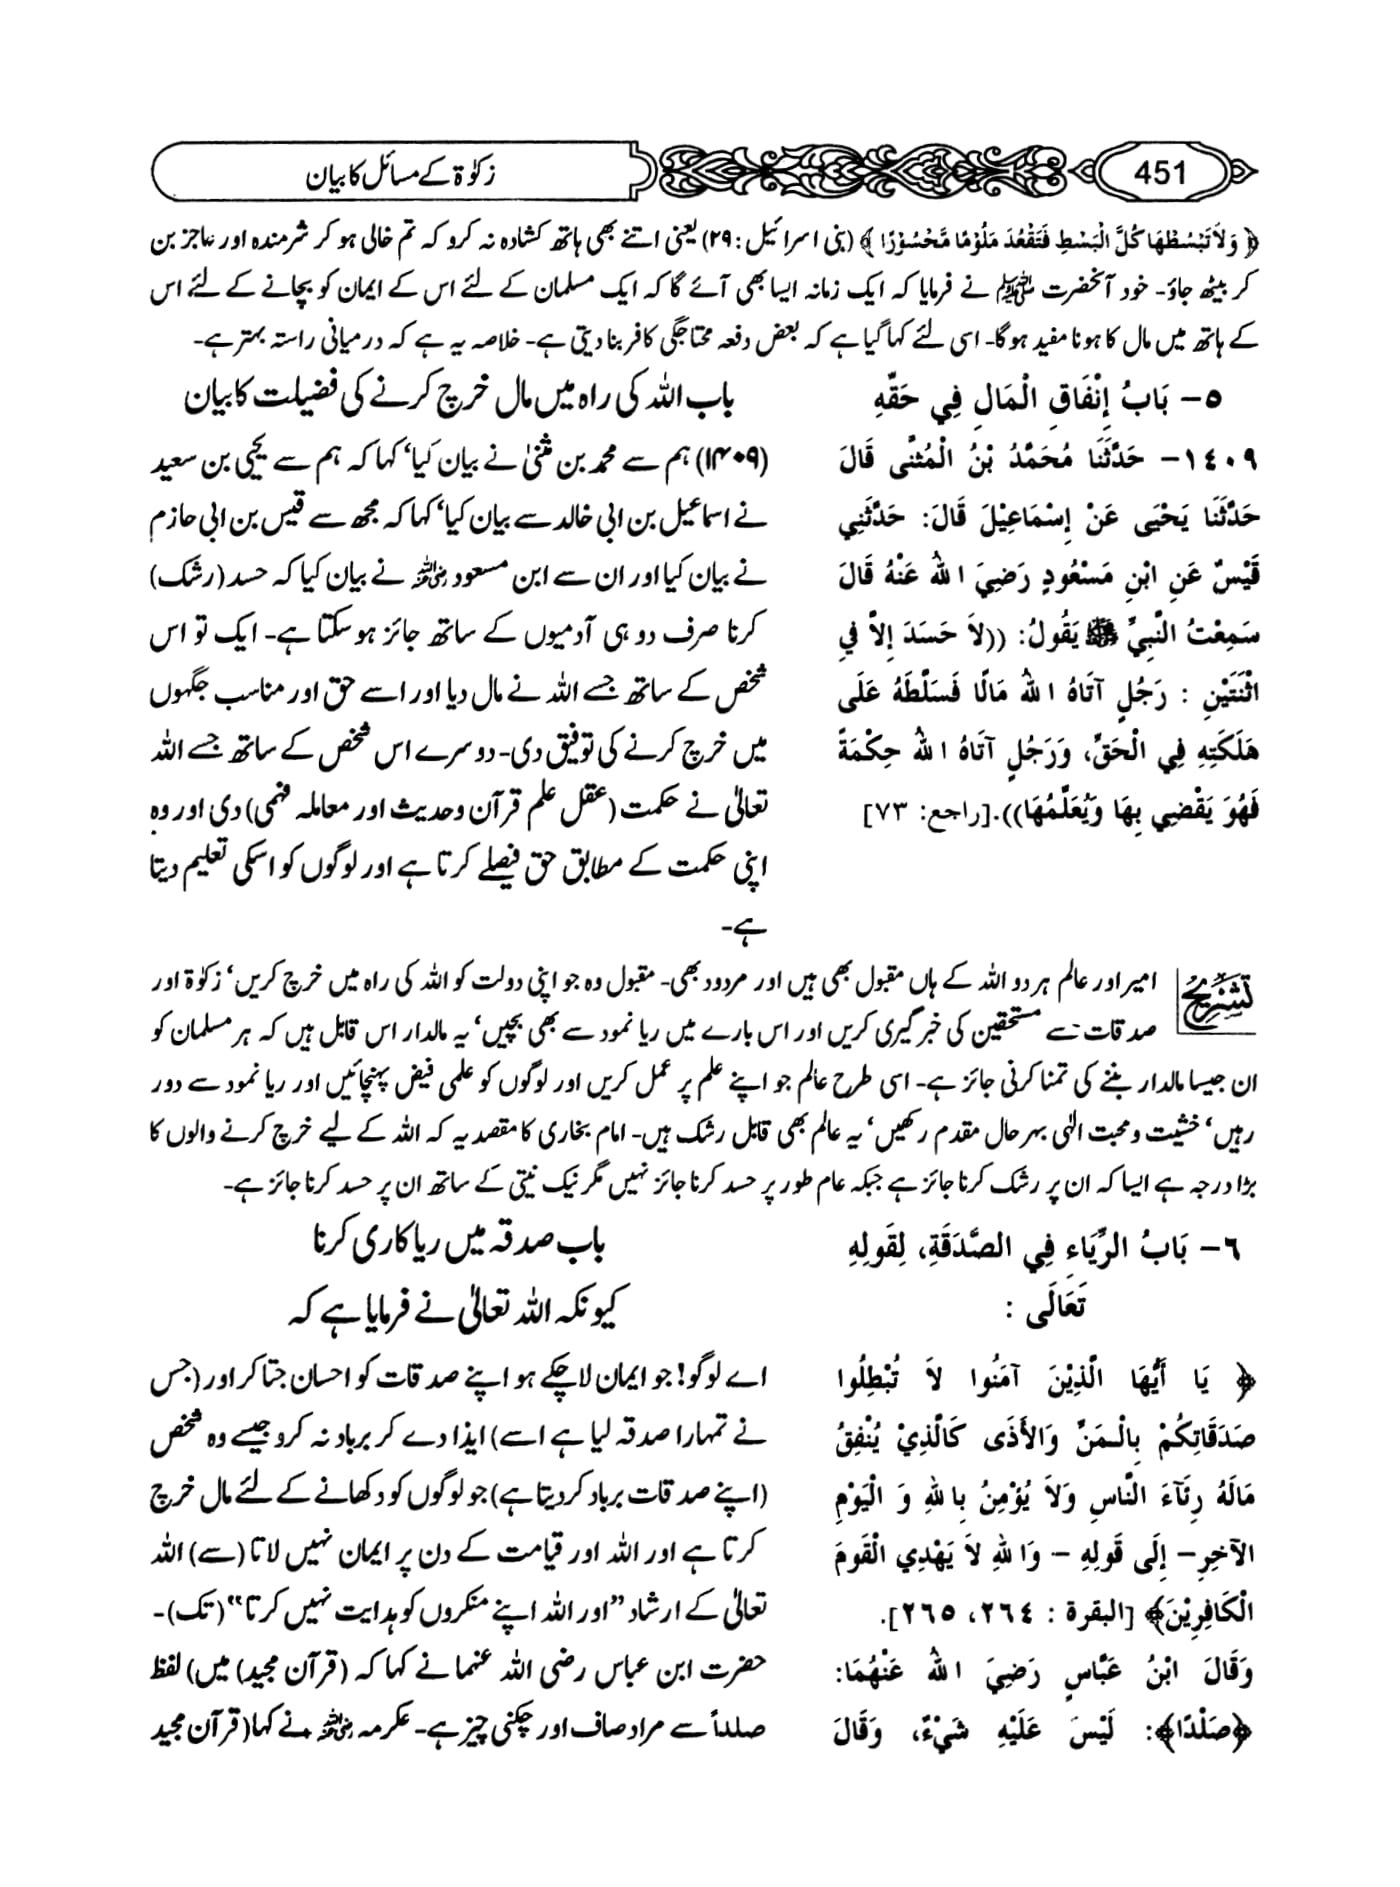 451
زکوٰۃ کے مسائل کا بیان
﴿ وَلاَ تَبْسُطْهَا كُلَّ الْبَسْطِ فَتَقْعُدَ مَلُوْمًا مَّحْسُوْرًا ﴾ (بنی اسرائیل : ۲۹) یعنی اتنے بھی ہاتھ کشادہ نہ کرو کہ تم خالی ہو کر شرمندہ اور عاجز بن
کر بیٹھ جاؤ۔ خود آنحضرت ﷺ نے فرمایا کہ ایک زمانہ ایسا بھی آئے گا کہ ایک مسلمان کے لئے اس کے ایمان کو بچانے کے لئے اس
کے ہاتھ میں مال کا ہونا مفید ہوگا۔ اسی لئے کہا گیا ہے کہ بعض دفعہ محتاجگی کافر بنا دیتی ہے۔ خلاصہ یہ ہے کہ درمیانی راستہ بہتر ہے۔
٥– بَابُ إِنْفَاقِ الْمَالِ فِي حَقِّهِ
١٤٠٩– حَدَّثَنَا مُحَمَّدُ بْنُ الْمُثَنَّى قَالَ
حَدَّثَنَا يَحْيَى عَنْ إِسْمَاعِيْلَ قَالَ: حَدَّثَنِي
قَيْسٌ عَنِ ابْنِ مَسْعُودٍ رَضِيَ اللهُ عَنْهُ قَالَ
سَمِعْتُ النَّبِيَّ ﷺ يَقُولُ: ((لاَ حَسَدَ إِلاَّ فِي
اثْنَتَيْنِ : رَجُلٍ آتَاهُ اللهُ مَالًا فَسَلَّطَهُ عَلَى
هَلَكَتِهِ فِي الْحَقِّ، وَرَجُلٍ آتَاهُ اللهُ حِكْمَةً
فَهُوَ يَقْضِي بِهَا وَيُعَلِّمُهَا)).[راجع: ٧٣]
باب اللہ کی راہ میں مال خرچ کرنے کی فضیلت کا بیان
(۱۴۰۹) ہم سے محمد بن مثنیٰ نے بیان کیا‘ کہا کہ ہم سے یحییٰ بن سعید
نے اسماعیل بن ابی خالد سے بیان کیا‘ کہا کہ مجھ سے قیس بن ابی حازم
نے بیان کیا اور ان سے ابن مسعود رضی اللہ عنہ نے بیان کیا کہ حسد (رشک)
کرنا صرف دو ہی آدمیوں کے ساتھ جائز ہو سکتا ہے۔ ایک تو اس
شخص کے ساتھ جسے اللہ نے مال دیا اور اسے حق اور مناسب جگہوں
میں خرچ کرنے کی توفیق دی۔ دوسرے اس شخص کے ساتھ جسے اللہ
تعالیٰ نے حکمت (عقل علم قرآن وحدیث اور معاملہ فہمی) دی اور وہ
اپنی حکمت کے مطابق حق فیصلے کرتا ہے اور لوگوں کو اسکی تعلیم دیتا
ہے۔
تشریح
امیر اور عالم ہر دو اللہ کے ہاں مقبول بھی ہیں اور مردود بھی۔ مقبول وہ جو اپنی دولت کو اللہ کی راہ میں خرچ کریں‘ زکوٰۃ اور
صدقات سے مستحقین کی خبر گیری کریں اور اس بارے میں ریا نمود سے بھی بچیں‘ یہ مالدار اس قابل ہیں کہ ہر مسلمان کو
ان جیسا مالدار بننے کی تمنا کرنی جائز ہے۔ اسی طرح عالم جو اپنے علم پر عمل کریں اور لوگوں کو علمی فیض پہنچائیں اور ریا نمود سے دور
رہیں‘ خشیت ومحبت الٰہی بہر حال مقدم رکھیں‘ یہ عالم بھی قابل رشک ہیں۔ امام بخاری کا مقصد یہ کہ اللہ کے لیے خرچ کرنے والوں کا
بڑا درجہ ہے ایسا کہ ان پر رشک کرنا جائز ہے جبکہ عام طور پر حسد کرنا جائز نہیں مگر نیک نیتی کے ساتھ ان پر حسد کرنا جائز ہے۔
٦– بَابُ الرِّيَاءِ فِي الصَّدَقَةِ، لِقَولِهِ
تَعَالَى :
﴿ يَا أَيُّهَا الَّذِيْنَ آمَنُوا لاَ تُبْطِلُوا
صَدَقَاتِكُمْ بِالْمَنِّ وَالأَذَى كَالَّذِيْ يُنْفِقُ
مَالَهُ رِئَآءَ النَّاسِ وَلاَ يُؤْمِنُ بِاللهِ وَ الْيَوْمِ
الآخِرِ– إِلَى قَولِهِ – وَاللهِ لاَ يَهْدِي الْقَومَ
الْكَافِرِيْنَ﴾ [البقرة : ٢٦٤، ٢٦٥].
وَقَالَ ابْنُ عَبَّاسٍ رَضِيَ اللهُ عَنْهُمَا:
﴿صَلْدًا﴾: لَيْسَ عَلَيْهِ شَيْءٌ، وَقَالَ
باب صدقہ میں ریاکاری کرنا
کیونکہ اللہ تعالیٰ نے فرمایا ہے کہ
اے لوگو! جو ایمان لا چکے ہو اپنے صدقات کو احسان جتا کر اور (جس
نے تمہارا صدقہ لیا ہے اسے) ایذا دے کر برباد نہ کرو جیسے وہ شخص
(اپنے صدقات برباد کر دیتا ہے) جو لوگوں کو دکھانے کے لئے مال خرچ
کرتا ہے اور اللہ اور قیامت کے دن پر ایمان نہیں لاتا (سے) اللہ
تعالیٰ کے ارشاد ”اور اللہ اپنے منکروں کو ہدایت نہیں کرتا“ (تک)۔
حضرت ابن عباس رضی اللہ عنہما نے کہا کہ (قرآن مجید) میں) لفظ
صلداً سے مراد صاف اور چکنی چیز ہے۔ عکرمہ رضی اللہ عنہ نے کہا (قرآن مجید